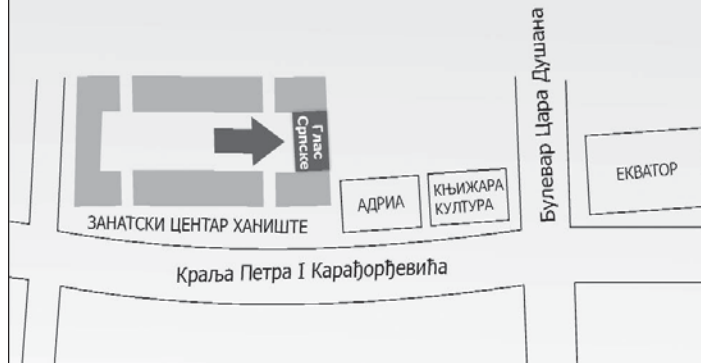 Булевар Цара Душана
Глас
Српске
ЕКВАТОР
АДРИА
КЊИЖАРА
КУЛТУРА
ЗАНАТСКИ ЦЕНТАР ХАНИШТЕ
Краља Петра I Карађорђевића